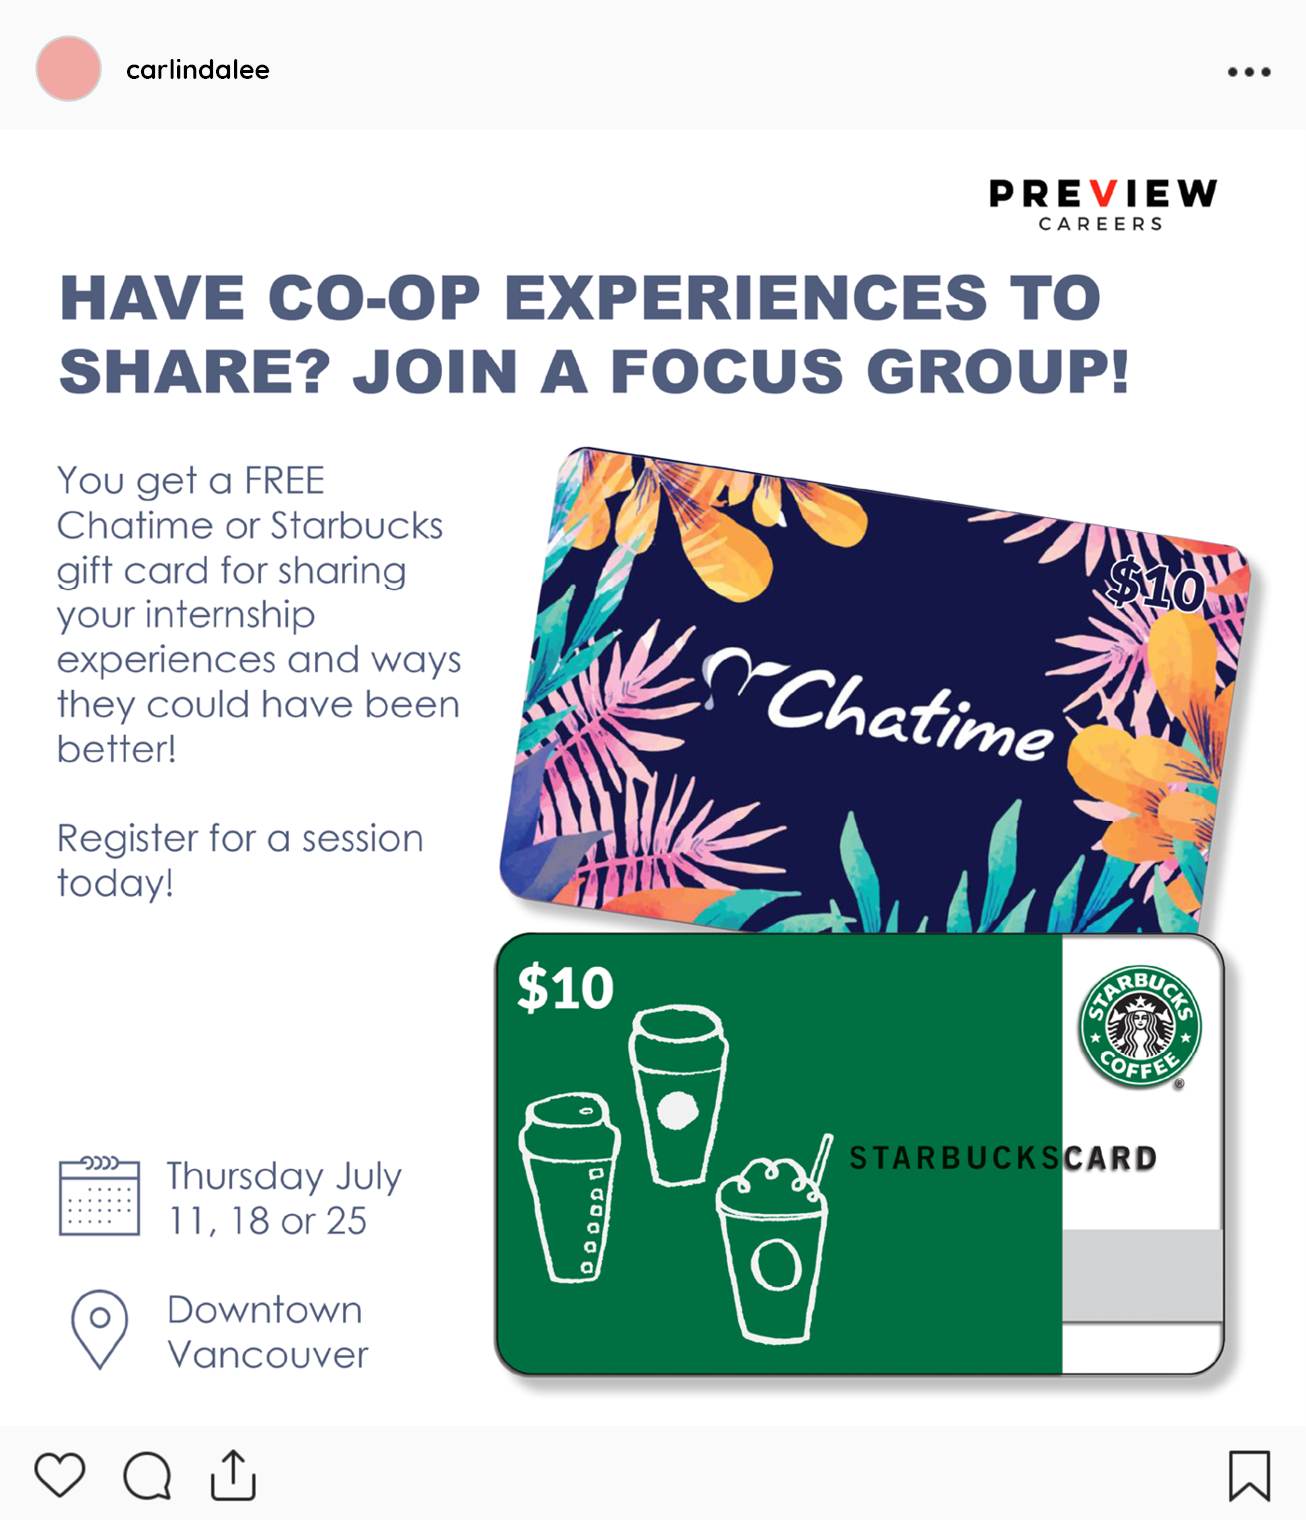 carlindalee
PREVIEW
CAREERS
HAVE CO-OP EXPERIENCES TO
SHARE? JOIN A FOCUS GROUP!
You get a FREE
Chatime or Starbucks
gift card for sharing
your internship
experiences and ways
they could have been
better!
Register for a session
today!
$10
Chatime
$10
STARBUCKS
COFFEE
®
STARBUCKSCARD
Thursday July
11, 18 or 25
Downtown
Vancouver